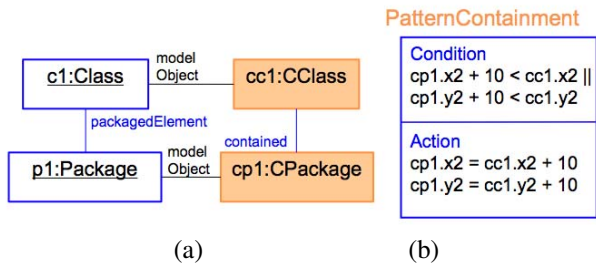 PatternContainment
c1:Class
model
Object
cc1:CClass
packagedElement
contained
p1:Package
model
Object
cp1:CPackage
Condition
cp1.x2 + 10 < cc1.x2 ||
cp1.y2 + 10 < cc1.y2
Action
cp1.x2 = cc1.x2 + 10
cp1.y2 = cc1.y2 + 10
(a)
(b)